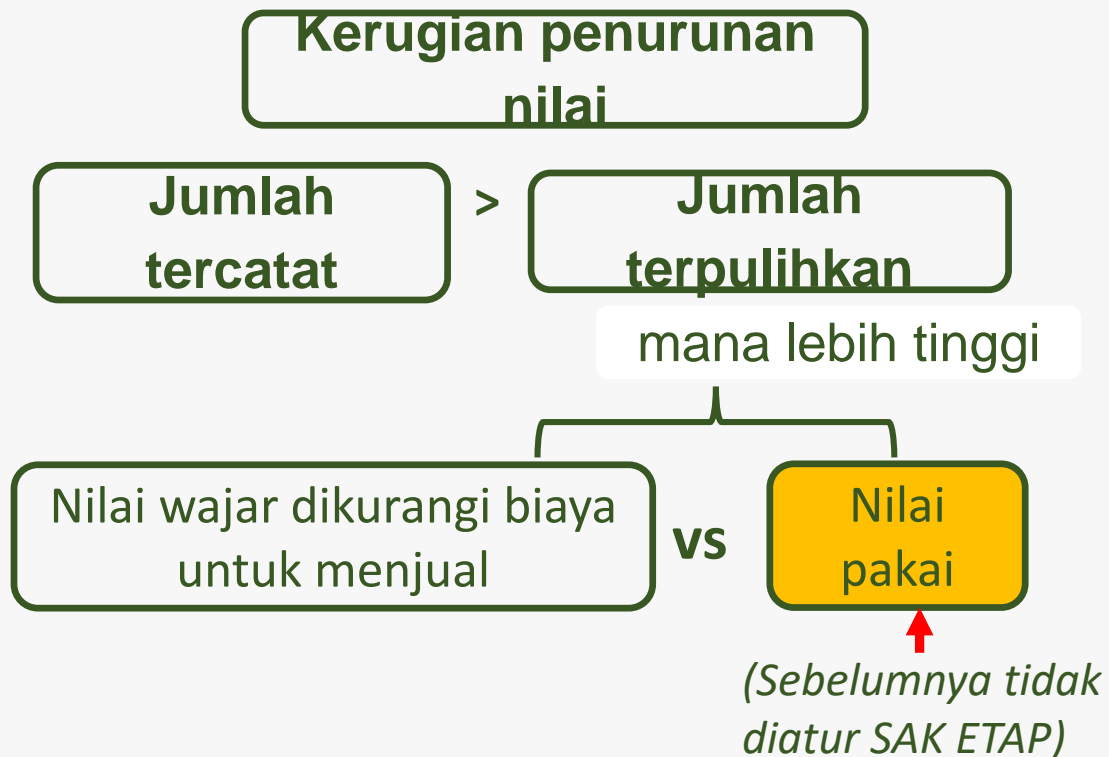 Kerugian penurunan
nilai
Jumlah
tercatat
>
Jumlah
terpulihkan
mana lebih tinggi
Nilai wajar dikurangi biaya
untuk menjual
vs
Nilai
pakai
(Sebelumnya tidak
diatur SAK ETAP)